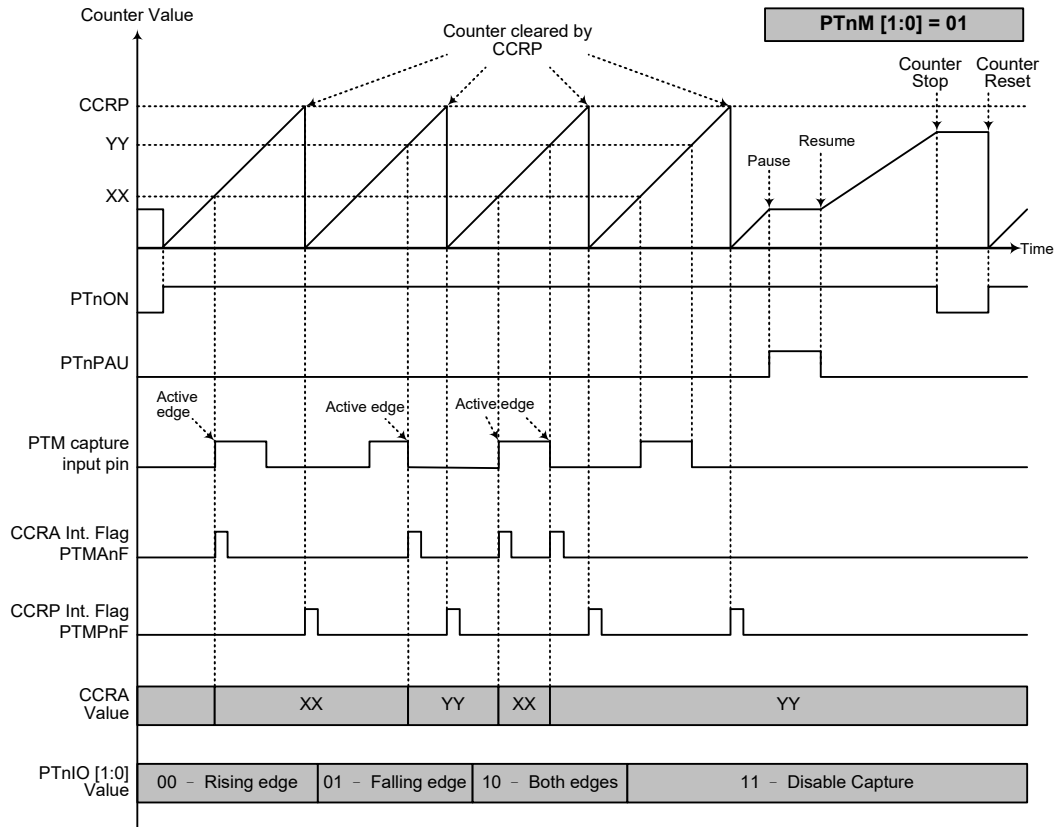 Counter Value
PTnM [1:0] = 01
Counter cleared by
CCRP
Counter
Stop
Counter
Reset
CCRP
YY
XX
Pause
Resume
Time
PTnON
PTnPAU
Active
edge
Active edge
Active edge
PTM capture
input pin
CCRA Int. Flag
PTMAnF
CCRP Int. Flag
PTMPnF
CCRA
Value
XX
YY
XX
YY
PTnIO [1:0]
Value
00 – Rising edge
01 – Falling edge
10 – Both edges
11 – Disable Capture